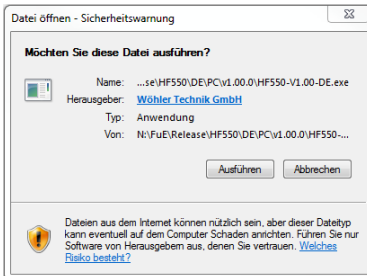 Datei öffnen - Sicherheitswarnung
Möchten Sie diese Datei ausführen?
Name: ...se\HF550\DE\PC\v1.00.0\HF550-V1.00-DE.exe
Herausgeber: Wöhler Technik GmbH
Typ: Anwendung
Von: N:\FuE\Release\HF550\DE\PC\v1.00.0\HF550-...
Ausführen Abbrechen
Dateien aus dem Internet können nützlich sein, aber dieser Dateityp
kann eventuell auf dem Computer Schaden anrichten. Führen Sie nur
Software von Herausgebern aus, denen Sie vertrauen. Welches
Risiko besteht?